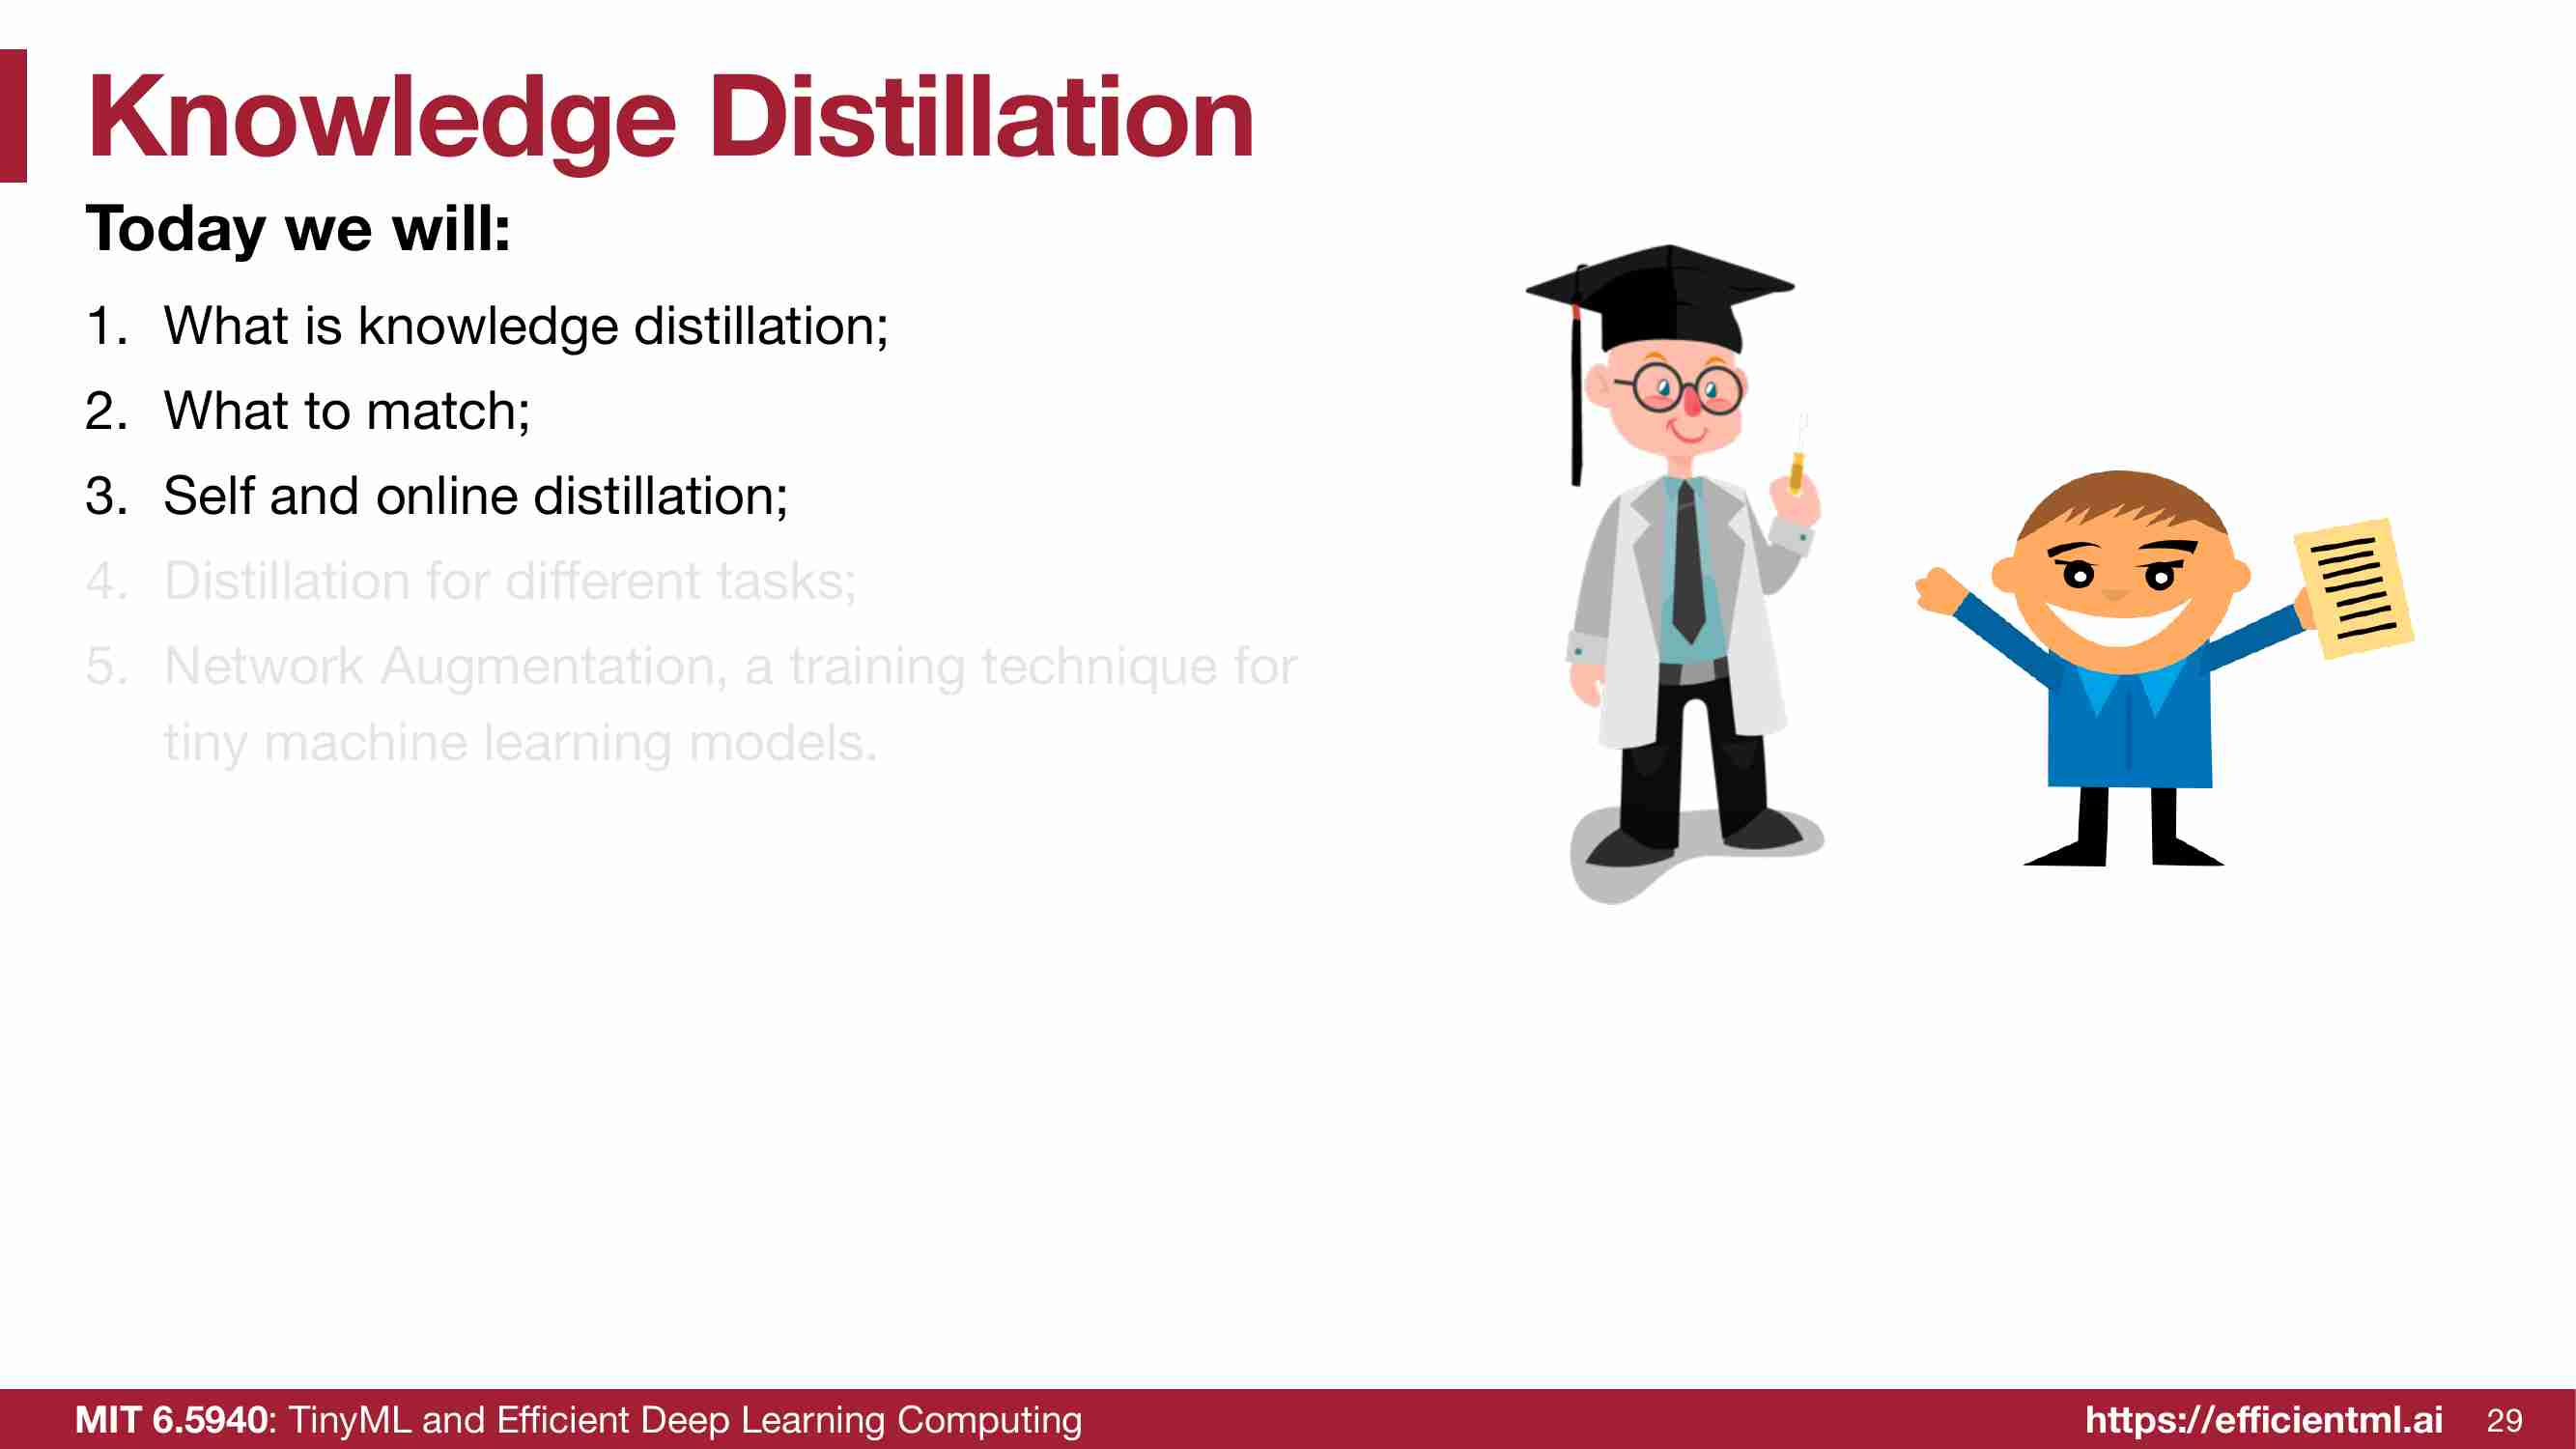 Knowledge Distillation
Today we will:
1. What is knowledge distillation;
2. What to match;
3. Self and online distillation;
4. Distillation for different tasks;
5. Network Augmentation, a training technique for
tiny machine learning models.
MIT 6.5940: TinyML and Efficient Deep Learning Computing
https://efficientml.ai 29